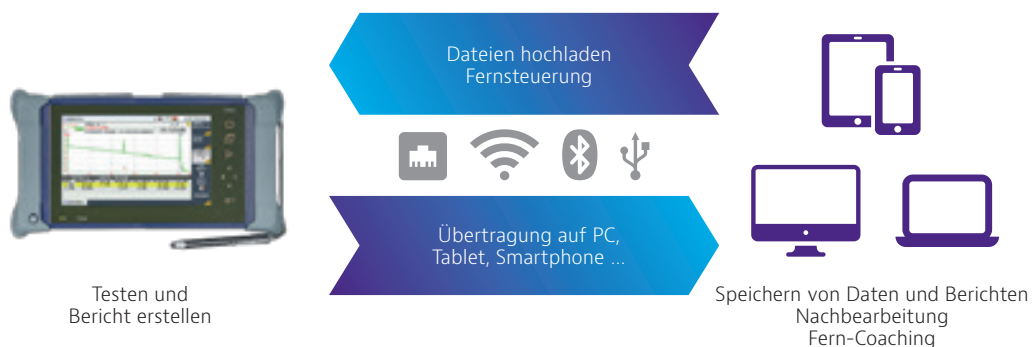 Dateien hochladen
Fernsteuerung
Übertragung auf PC,
Tablet, Smartphone ...
Testen und
Bericht erstellen
Speichern von Daten und Berichten
Nachbearbeitung
Fern-Coaching